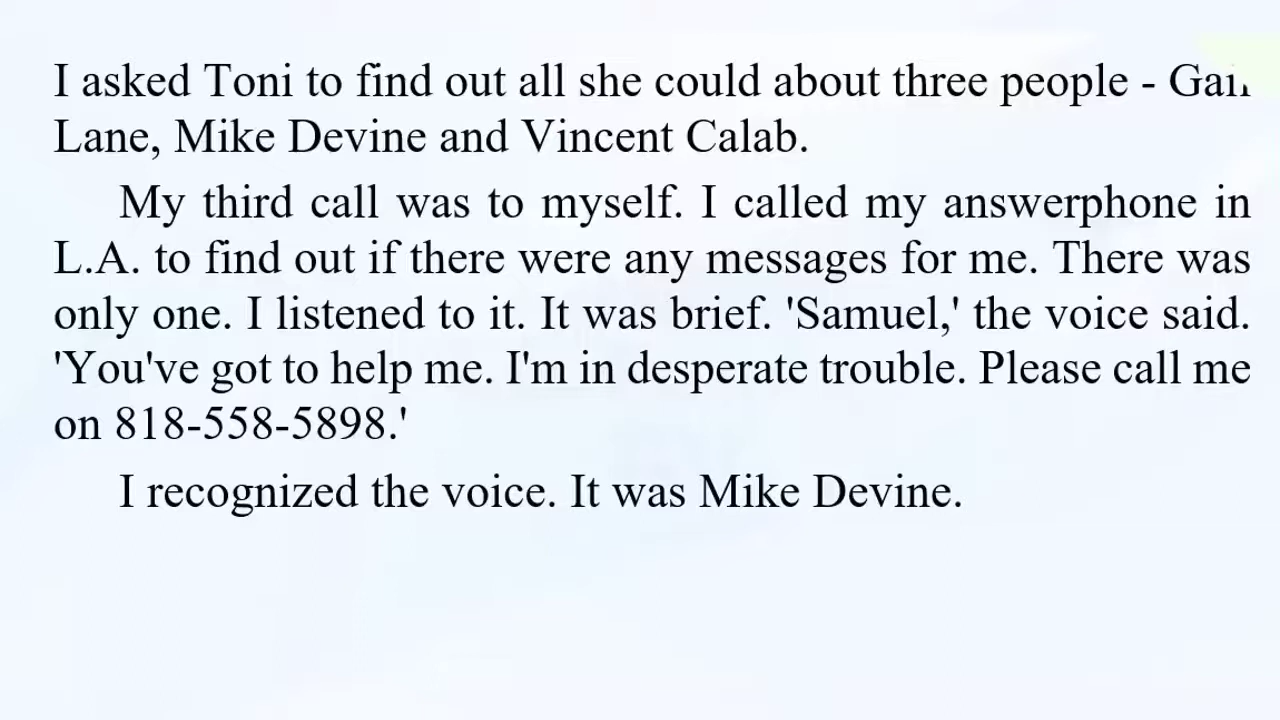 I asked Toni to find out all she could about three people - Gail
Lane, Mike Devine and Vincent Calab.
My third call was to myself. I called my answerphone in
L.A. to find out if there were any messages for me. There was
only one. I listened to it. It was brief. 'Samuel,' the voice said.
'You've got to help me. I'm in desperate trouble. Please call me
on 818-558-5898.'
I recognized the voice. It was Mike Devine.